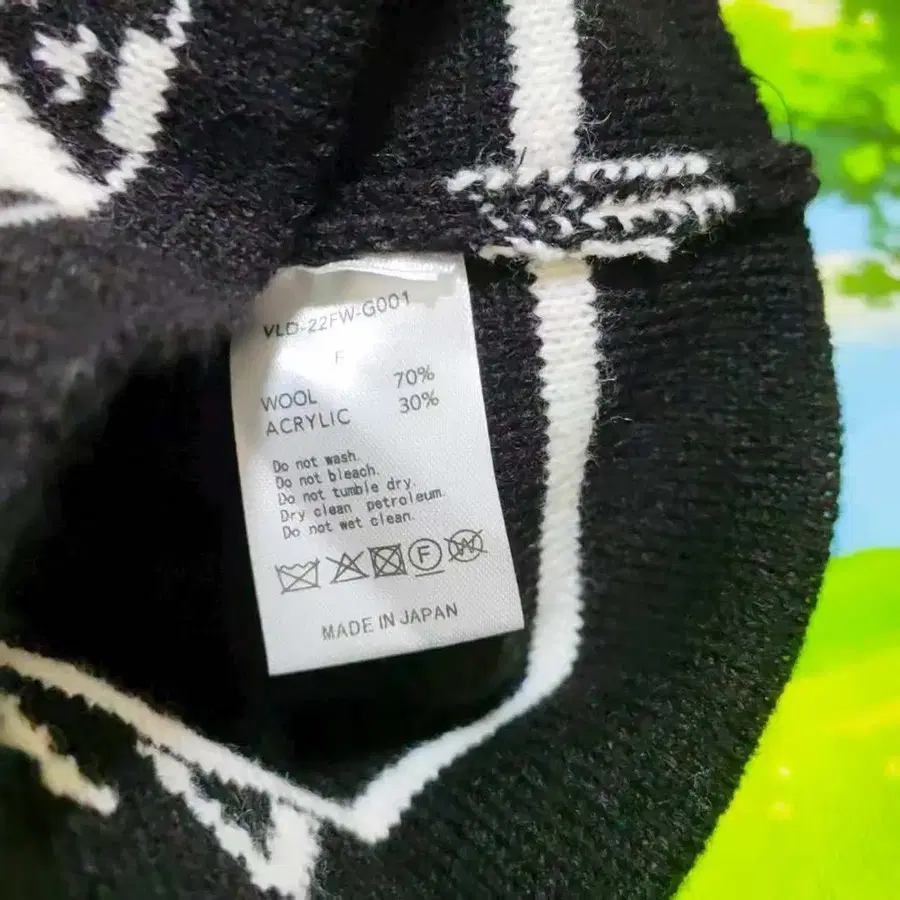 VLD-22FW-G001
F
WOOL 70%
ACRYLIC 30%
Do not wash.
Do not bleach.
Do not tumble dry.
Dry clean petroleum.
Do not wet clean.
F W
MADE IN JAPAN